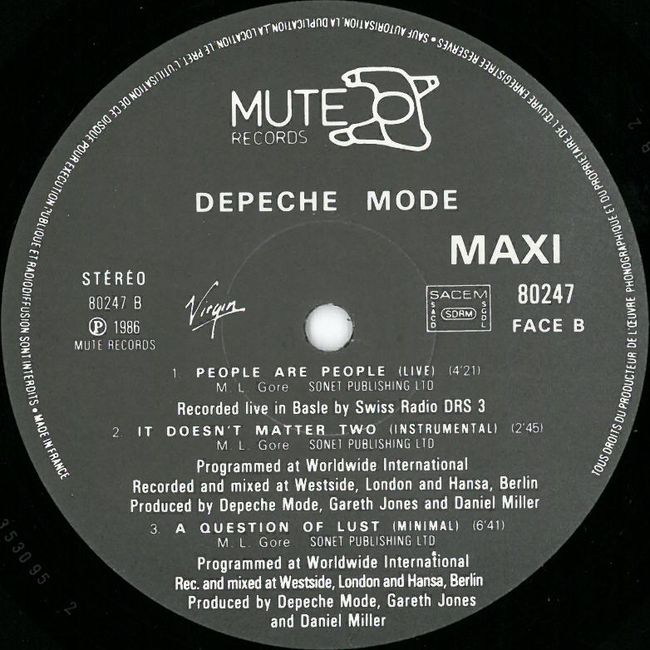 TOUS DROITS DU PRODUCTEUR DE L'ŒUVRE PHONOGRAPHIQUE ET DU PROPRIÉTAIRE DE L'ŒUVRE ENREGISTRÉE RÉSERVÉS • SAUF AUTORISATION, LA DUPLICATION, LA LOCATION, LE PRÊT, L'UTILISATION DE CE DISQUE POUR EXÉCUTION PUBLIQUE ET RADIODIFFUSION SONT INTERDITS • MADE IN FRANCE
MUTE
RECORDS
DEPECHE MODE
MAXI
STÉRÉO
80247 B
Ⓟ 1986
MUTE RECORDS
Virgin
SACEM
SACD
SDRM
SGDL
80247
FACE B
1. PEOPLE ARE PEOPLE (LIVE) (4'21)
M. L. Gore SONET PUBLISHING LTD
Recorded live in Basle by Swiss Radio DRS 3
2. IT DOESN'T MATTER TWO (INSTRUMENTAL) (2'45)
M. L. Gore SONET PUBLISHING LTD
Programmed at Worldwide International
Recorded and mixed at Westside, London and Hansa, Berlin
Produced by Depeche Mode, Gareth Jones and Daniel Miller
3. A QUESTION OF LUST (MINIMAL) (6'41)
M. L. Gore SONET PUBLISHING LTD
Programmed at Worldwide International
Rec. and mixed at Westside, London and Hansa, Berlin
Produced by Depeche Mode, Gareth Jones
and Daniel Miller